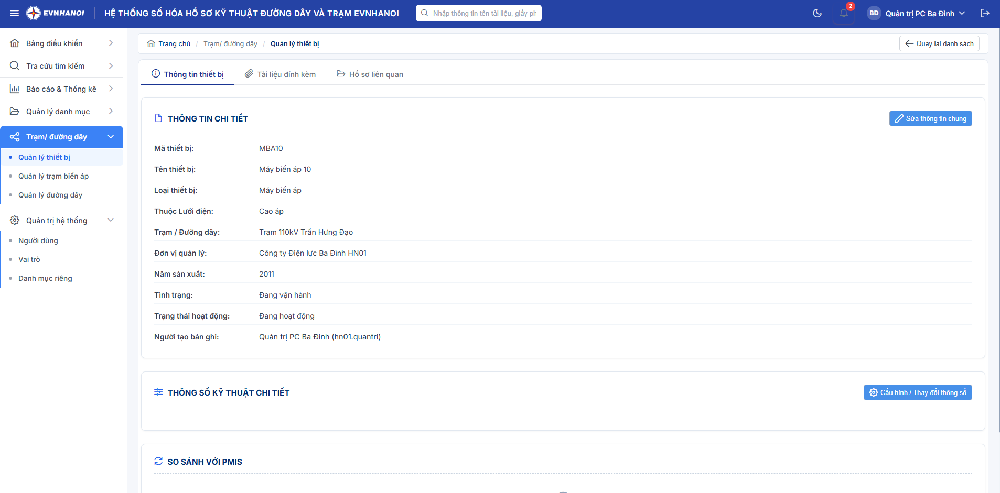 EVNHANOI
HỆ THỐNG SỐ HÓA HỒ SƠ KỸ THUẬT ĐƯỜNG DÂY VÀ TRẠM EVNHANOI
Nhập thông tin tên tài liệu, giấy ph
2
BĐ
Quản trị PC Ba Đình
Bảng điều khiển
Tra cứu tìm kiếm
Báo cáo & Thống kê
Quản lý danh mục
Trạm/ đường dây
Quản lý thiết bị
Quản lý trạm biến áp
Quản lý đường dây
Quản trị hệ thống
Người dùng
Vai trò
Danh mục riêng
Trang chủ / Trạm/ đường dây / Quản lý thiết bị
Quay lại danh sách
Thông tin thiết bị
Tài liệu đính kèm
Hồ sơ liên quan
THÔNG TIN CHI TIẾT
Sửa thông tin chung
Mã thiết bị: MBA10
Tên thiết bị: Máy biến áp 10
Loại thiết bị: Máy biến áp
Thuộc Lưới điện: Cao áp
Trạm / Đường dây: Trạm 110kV Trần Hưng Đạo
Đơn vị quản lý: Công ty Điện lực Ba Đình HN01
Năm sản xuất: 2011
Tình trạng: Đang vận hành
Trạng thái hoạt động: Đang hoạt động
Người tạo bản ghi: Quản trị PC Ba Đình (hn01.quantri)
THÔNG SỐ KỸ THUẬT CHI TIẾT
Cấu hình / Thay đổi thông số
SO SÁNH VỚI PMIS